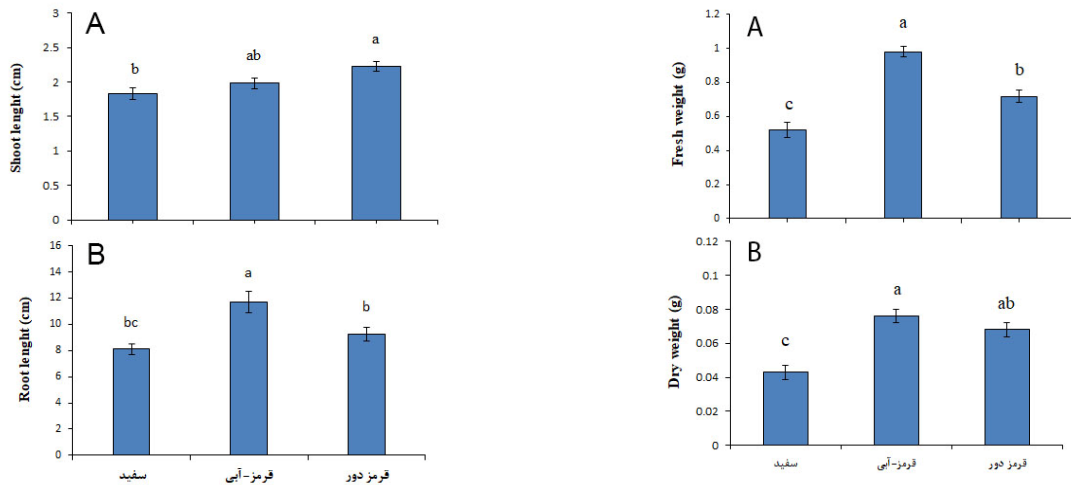 A
Shoot lenght (cm)
3
2.5
2
1.5
1
0.5
0
b
ab
a
B
Root lenght (cm)
16
14
12
10
8
6
4
2
0
bc
a
b
سفید
قرمز-آبی
قرمز دور
A
Fresh weight (g)
1.2
1
0.8
0.6
0.4
0.2
0
c
a
b
B
Dry weight (g)
0.12
0.1
0.08
0.06
0.04
0.02
0
c
a
ab
سفید
قرمز-آبی
قرمز دور